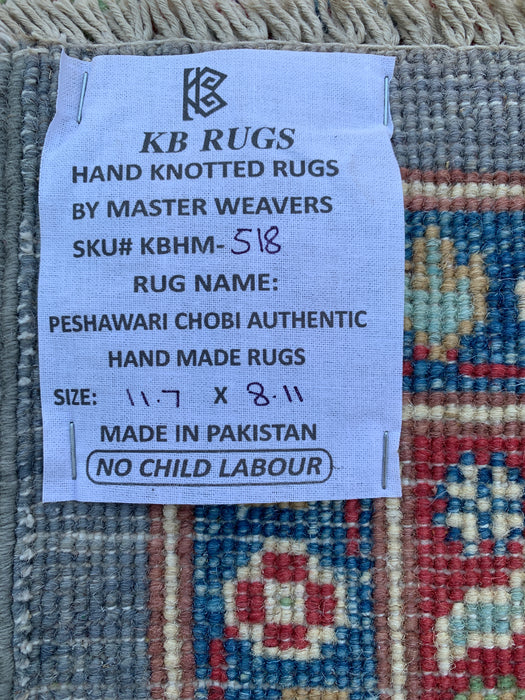 KB
KB RUGS
HAND KNOTTED RUGS
BY MASTER WEAVERS
SKU# KBHM-518
RUG NAME:
PESHAWARI CHOBI AUTHENTIC
HAND MADE RUGS
SIZE: 11.7 X 8.11
MADE IN PAKISTAN
NO CHILD LABOUR